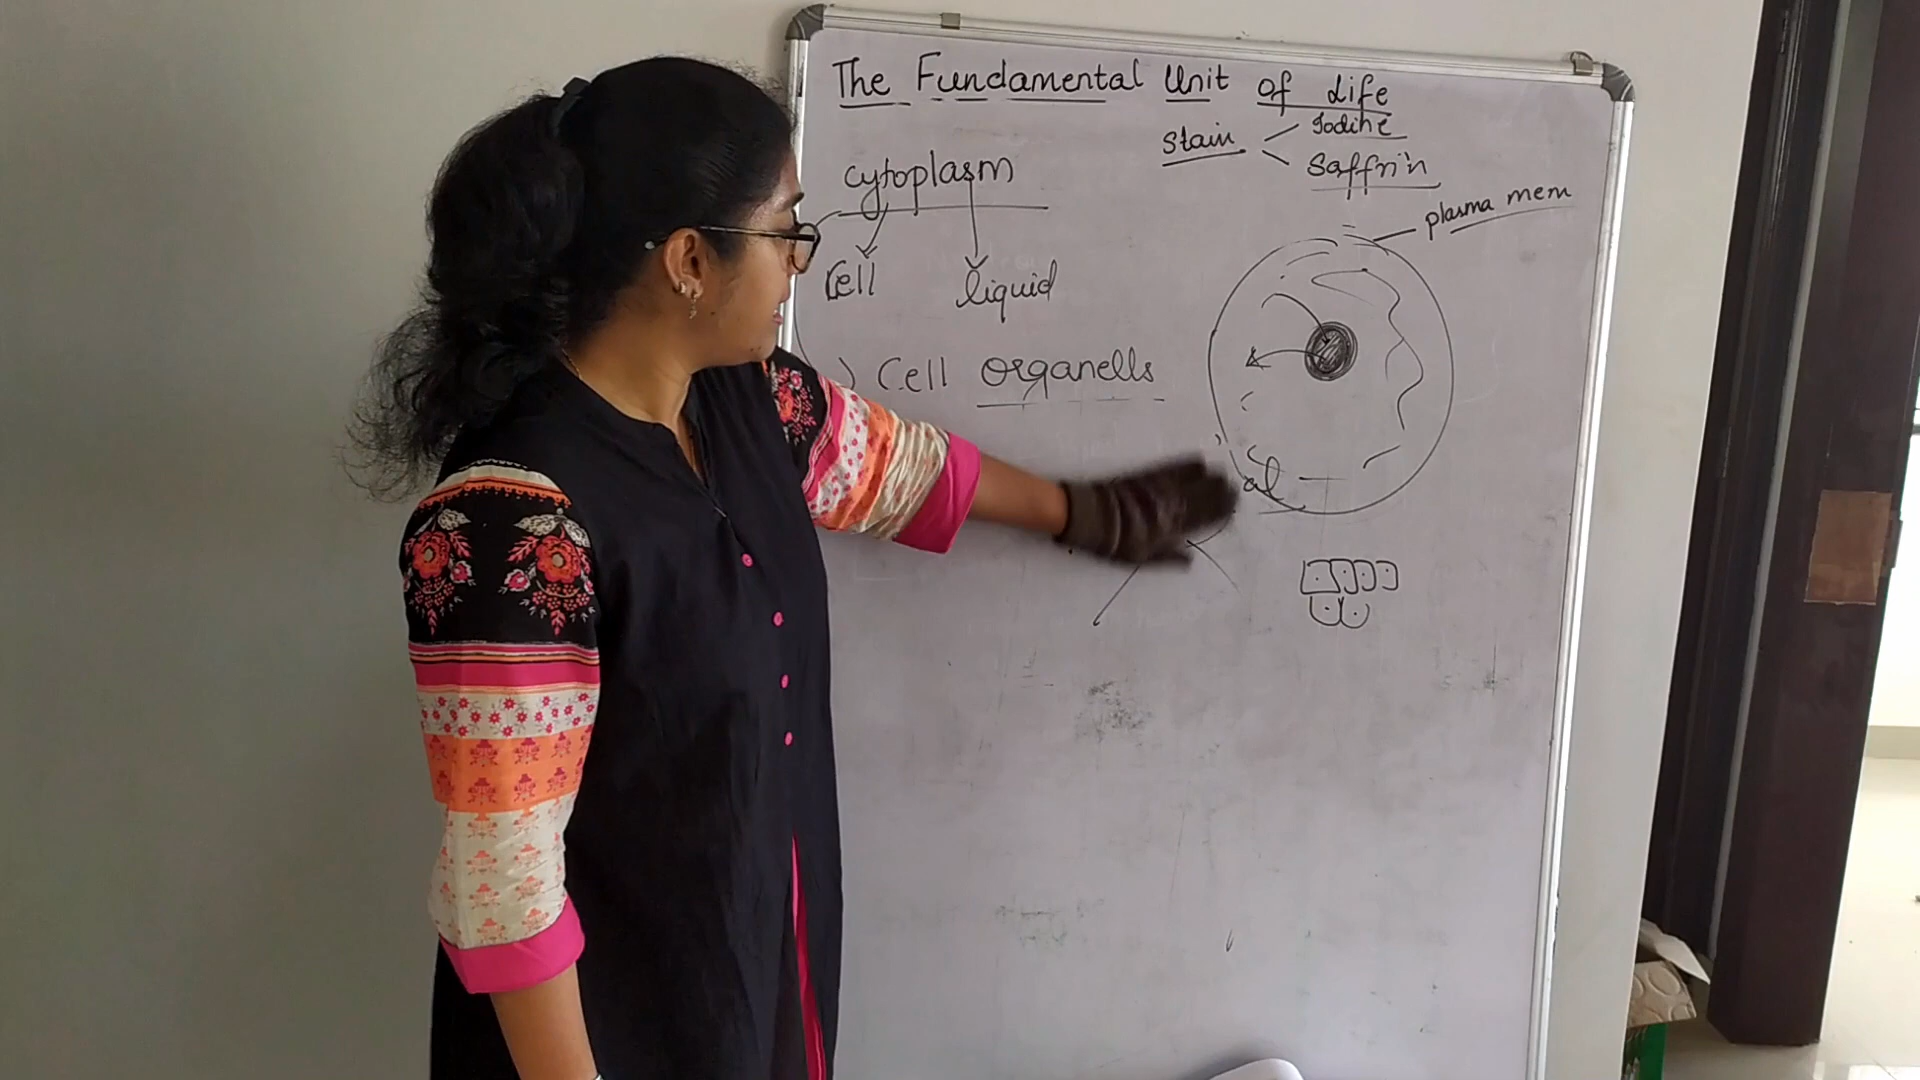 The Fundamental Unit of Life
Stain
Iodine
Saffrin
cytoplasm
plasma mem
Cell
liquid
) Cell Organells
al